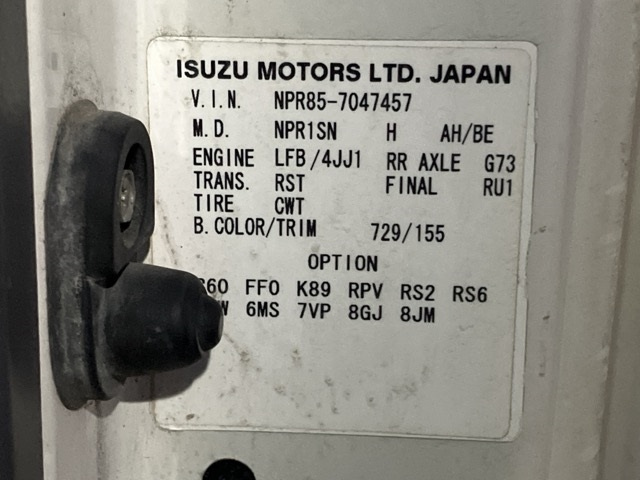 ISUZU MOTORS LTD. JAPAN
V.I.N. NPR85-7047457
M.D. NPR1SN H AH/BE
ENGINE LFB/4JJ1 RR AXLE G73
TRANS. RST FINAL RU1
TIRE CWT
B.COLOR/TRIM 729/155
OPTION
FFO K89 RPV RS2 RS6
6MS 7VP 8GJ 8JM